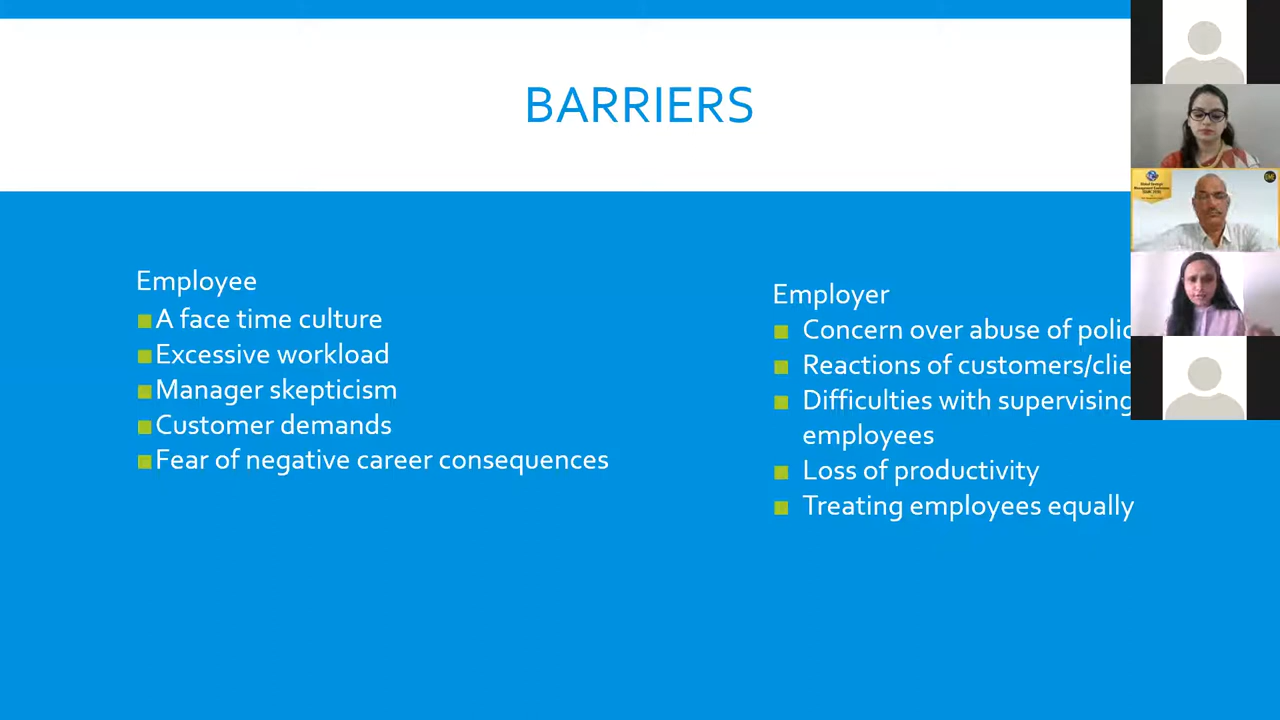 BARRIERS
Employee
A face time culture
Excessive workload
Manager skepticism
Customer demands
Fear of negative career consequences
Employer
Concern over abuse of polic
Reactions of customers/clie
Difficulties with supervising
employees
Loss of productivity
Treating employees equally